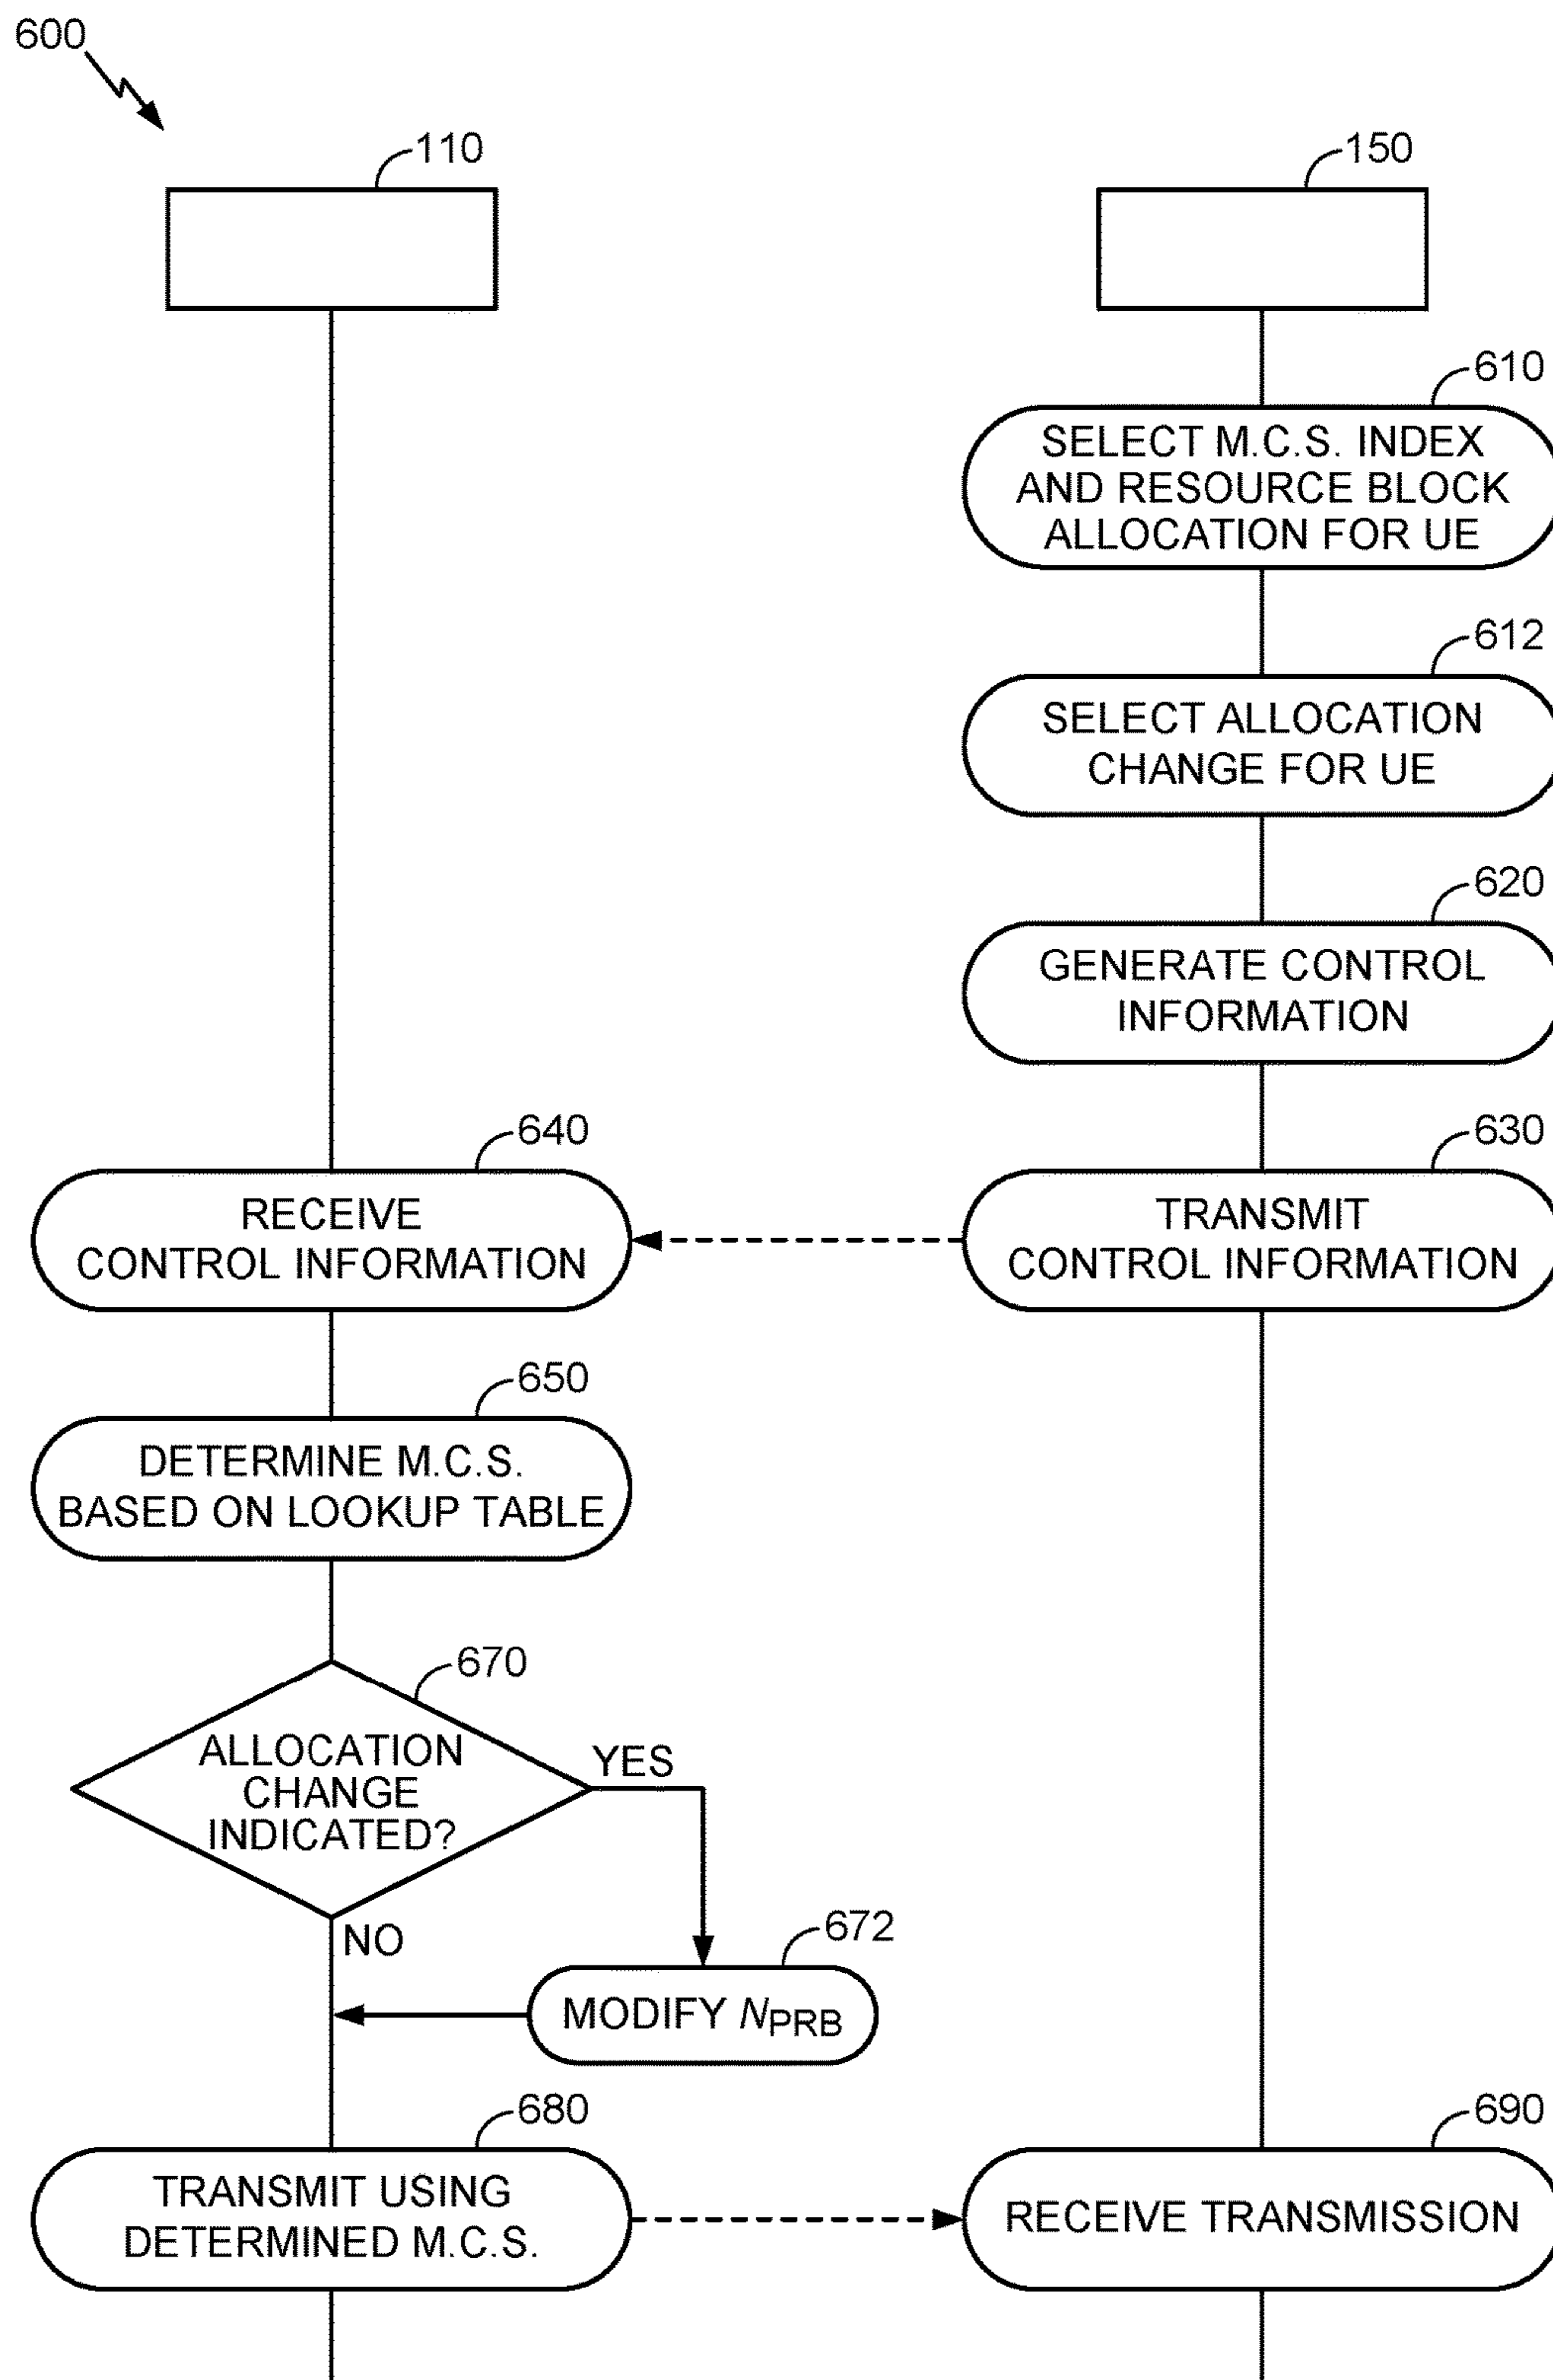 600
110
150
610
SELECT M.C.S. INDEX
AND RESOURCE BLOCK
ALLOCATION FOR UE
612
SELECT ALLOCATION
CHANGE FOR UE
620
GENERATE CONTROL
INFORMATION
640
RECEIVE
CONTROL INFORMATION
630
TRANSMIT
CONTROL INFORMATION
650
DETERMINE M.C.S.
BASED ON LOOKUP TABLE
670
ALLOCATION
CHANGE
INDICATED?
YES
NO
672
MODIFY NPRB
680
TRANSMIT USING
DETERMINED M.C.S.
690
RECEIVE TRANSMISSION